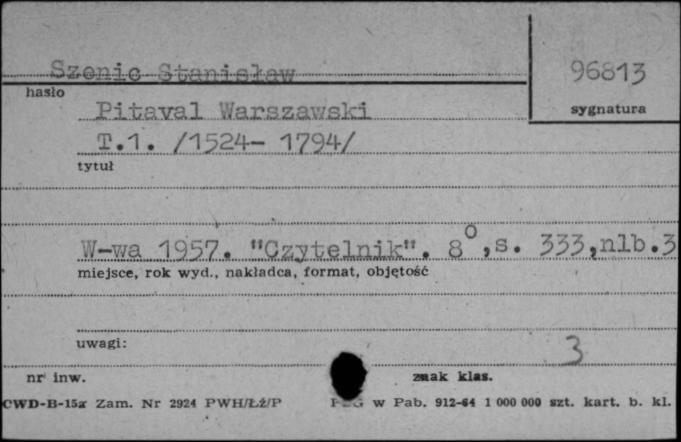 Szenic Stanisław
96813
hasło
sygnatura
Pitaval Warszawski
T.1. /1524- 1794/
tytuł
W-wa 1957. "Czytelnik". 8°,s. 333,nlb.3
miejsce, rok wyd., nakładca, format, objętość
uwagi:
3
nr inw.
znak klas.
CWD-B-15a Zam. Nr 2924 PWH/Łź/P
w Pab. 912-64 1 000 000 szt. kart. b. kl.